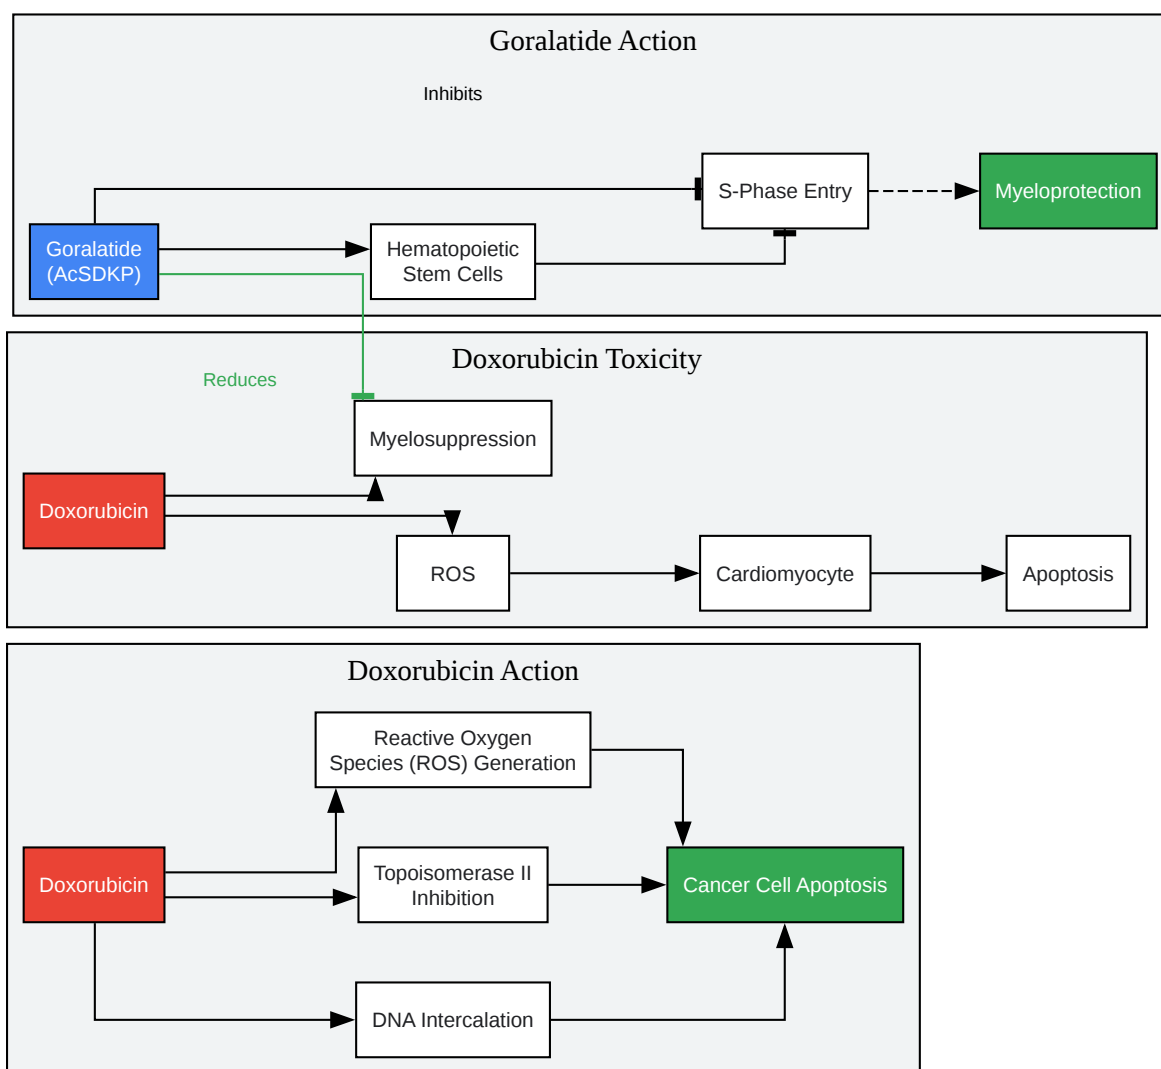 Goralatide Action
Inhibits
S-Phase Entry
Myeloprotection
Goralatide
(AcSDKP)
Hematopoietic
Stem Cells
Doxorubicin Toxicity
Reduces
Myelosuppression
Doxorubicin
ROS
Cardiomyocyte
Apoptosis
Doxorubicin Action
Reactive Oxygen
Species (ROS) Generation
Doxorubicin
Topoisomerase II
Inhibition
Cancer Cell Apoptosis
DNA Intercalation